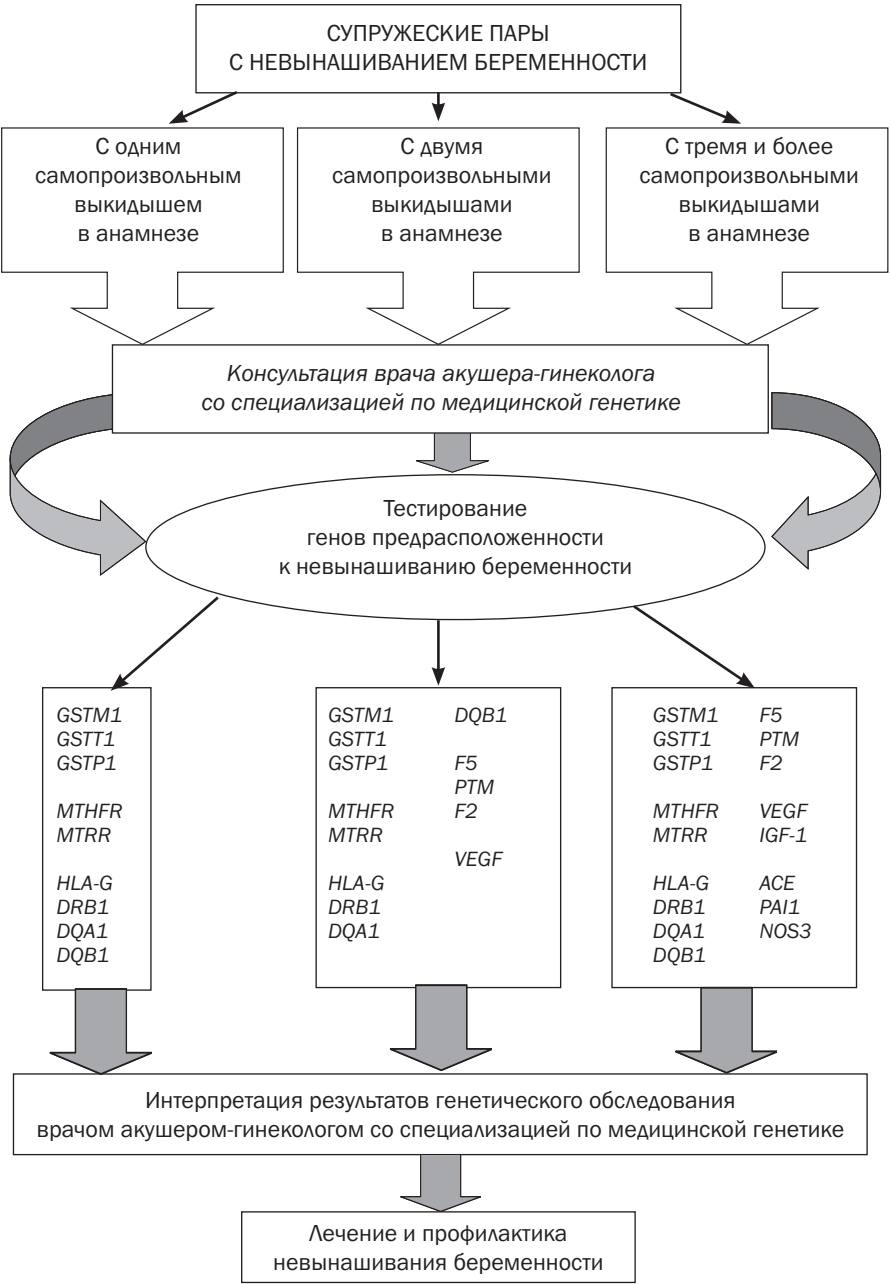 СУПРУЖЕСКИЕ ПАРЫ
С НЕВЫНАШИВАНИЕМ БЕРЕМЕННОСТИ
С одним
самопроизвольным
выкидышем
в анамнезе
С двумя
самопроизвольными
выкидышами
в анамнезе
С тремя и более
самопроизвольными
выкидышами
в анамнезе
Консультация врача акушера-гинеколога
со специализацией по медицинской генетике
Тестирование
генов предрасположенности
к невынашиванию беременности
GSTM1
GSTT1
GSTP1
MTHFR
MTRR
HLA-G
DRB1
DQA1
DQB1
GSTM1
GSTT1
GSTP1
MTHFR
MTRR
HLA-G
DRB1
DQA1
DQB1
F5
PTM
F2
VEGF
GSTM1
GSTT1
GSTP1
MTHFR
MTRR
HLA-G
DRB1
DQA1
DQB1
F5
PTM
F2
VEGF
IGF-1
ACE
PAI1
NOS3
Интерпретация результатов генетического обследования
врачом акушером-гинекологом со специализацией по медицинской генетике
Лечение и профилактика
невынашивания беременности